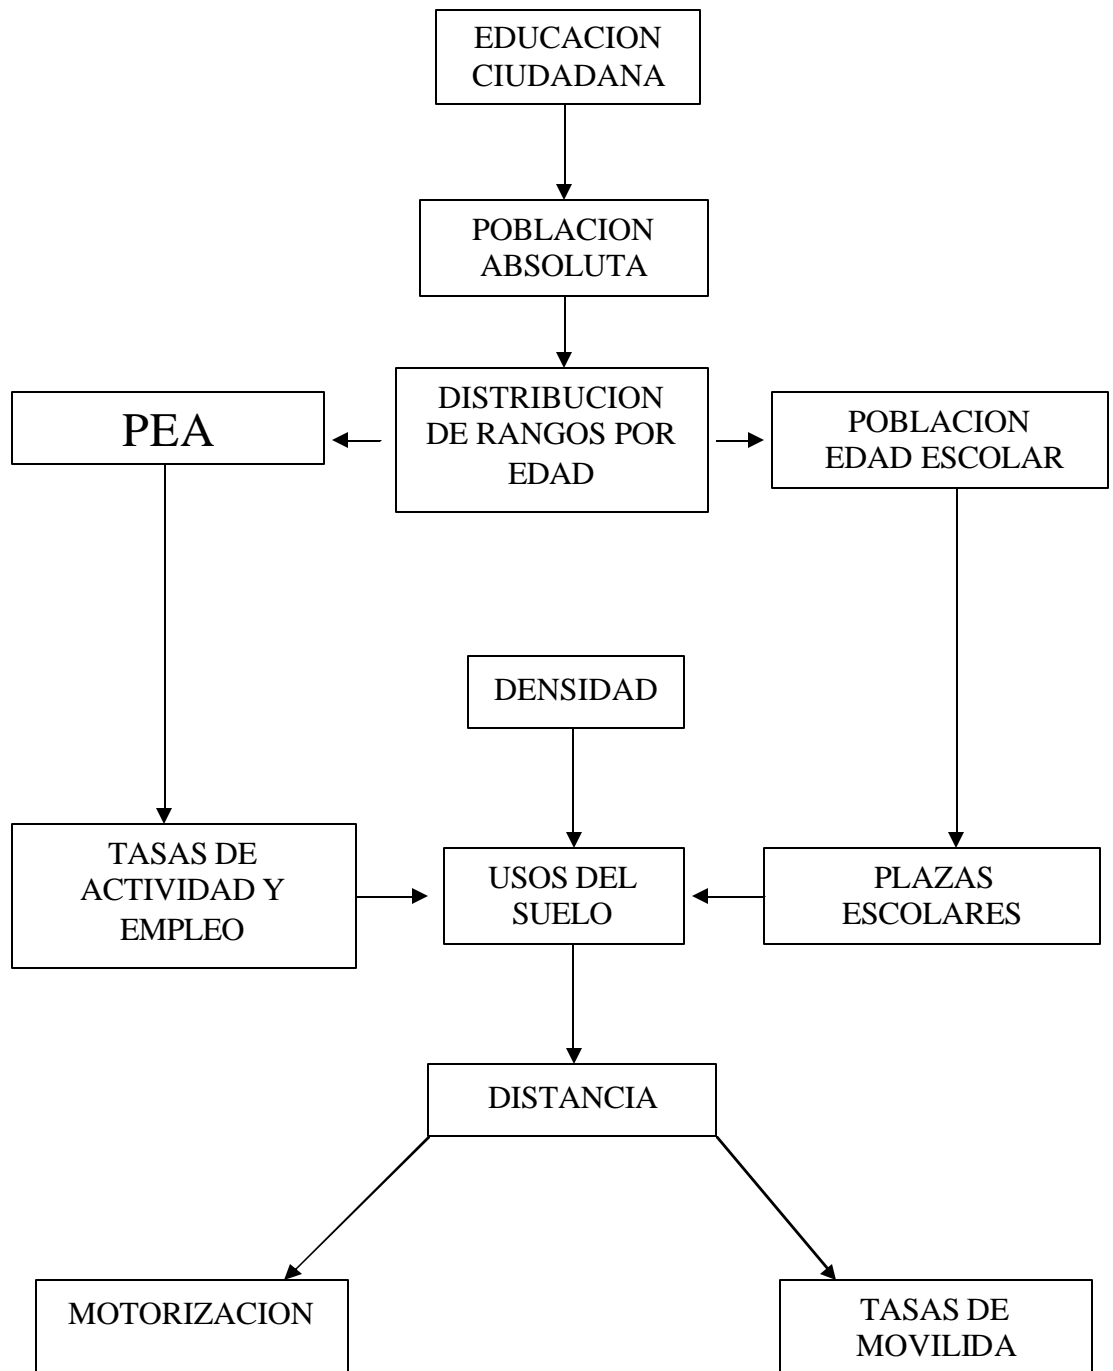 EDUCACION
CIUDADANA
POBLACION
ABSOLUTA
PEA
DISTRIBUCION
DE RANGOS POR
EDAD
POBLACION
EDAD ESCOLAR
DENSIDAD
TASAS DE
ACTIVIDAD Y
EMPLEO
USOS DEL
SUELO
PLAZAS
ESCOLARES
DISTANCIA
MOTORIZACION
TASAS DE
MOVILIDA